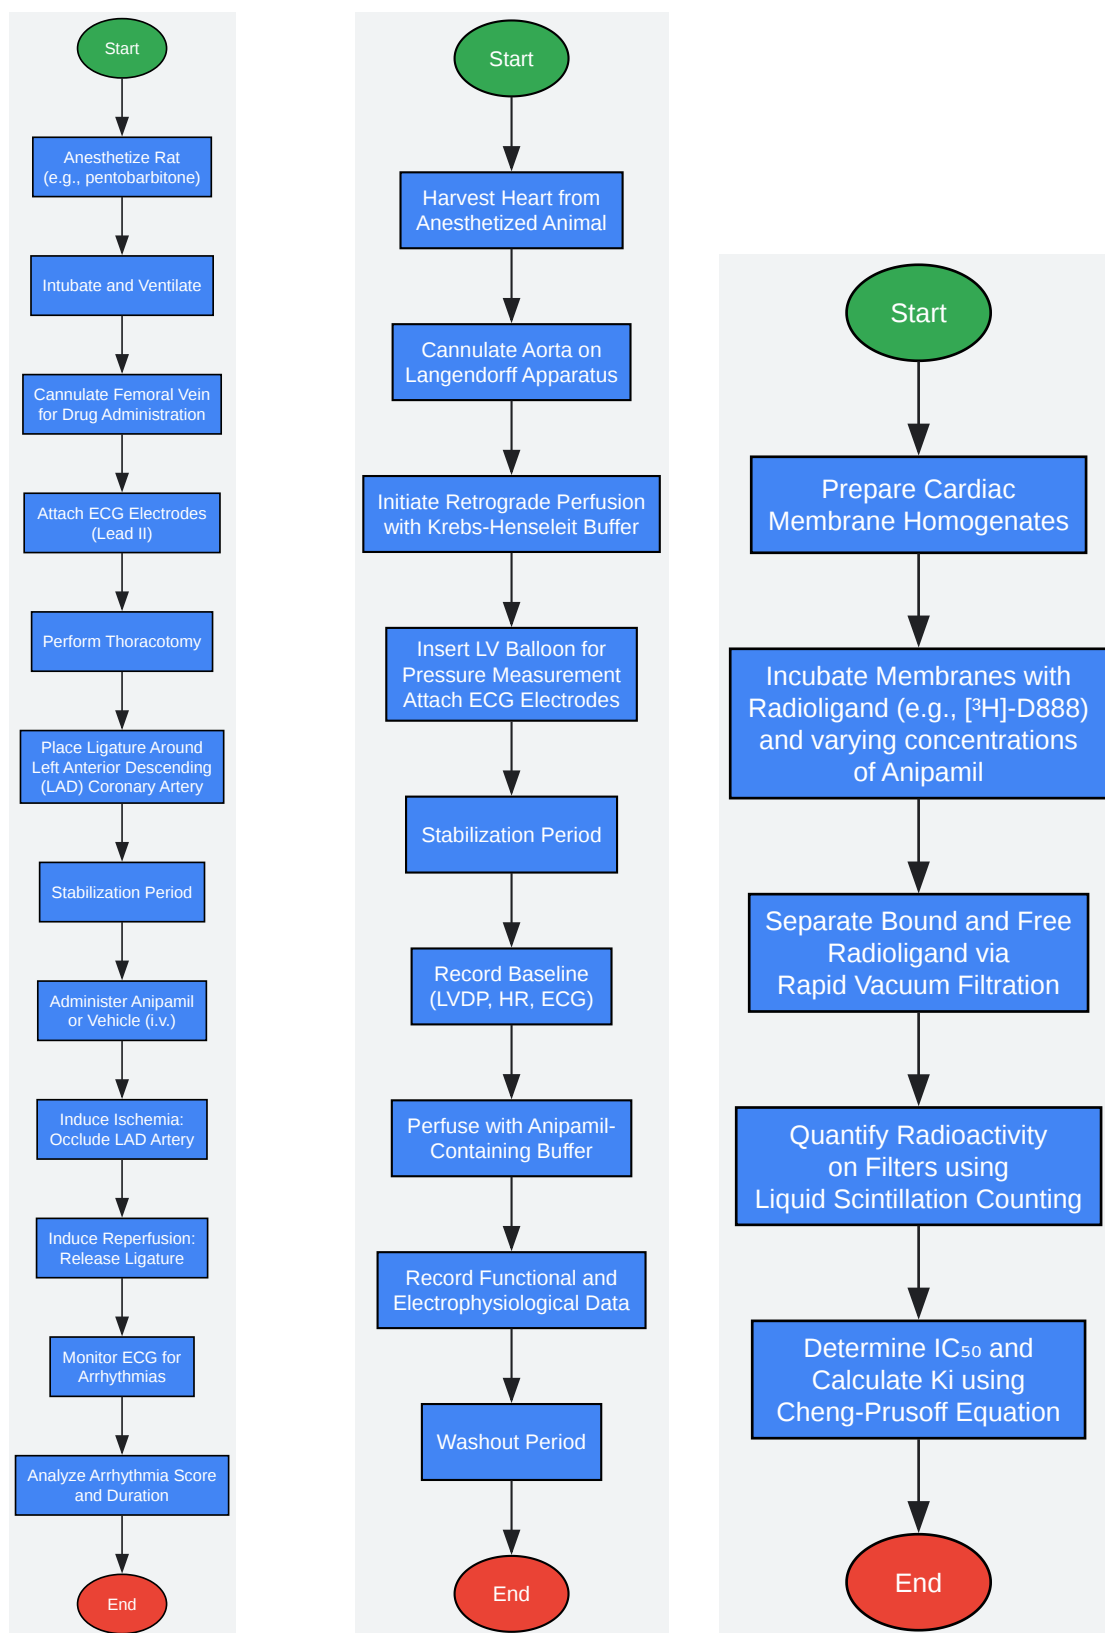 Start
Anesthetize Rat
(e.g., pentobarbitone)
Intubate and Ventilate
Cannulate Femoral Vein
for Drug Administration
Attach ECG Electrodes
(Lead II)
Perform Thoracotomy
Place Ligature Around
Left Anterior Descending
(LAD) Coronary Artery
Stabilization Period
Administer Anipamil
or Vehicle (i.v.)
Induce Ischemia:
Occlude LAD Artery
Induce Reperfusion:
Release Ligature
Monitor ECG for
Arrhythmias
Analyze Arrhythmia Score
and Duration
End
Start
Harvest Heart from
Anesthetized Animal
Cannulate Aorta on
Langendorff Apparatus
Initiate Retrograde Perfusion
with Krebs-Henseleit Buffer
Insert LV Balloon for
Pressure Measurement
Attach ECG Electrodes
Stabilization Period
Record Baseline
(LVDP, HR, ECG)
Perfuse with Anipamil-
Containing Buffer
Record Functional and
Electrophysiological Data
Washout Period
End
Start
Prepare Cardiac
Membrane Homogenates
Incubate Membranes with
Radioligand (e.g., [³H]-D888)
and varying concentrations
of Anipamil
Separate Bound and Free
Radioligand via
Rapid Vacuum Filtration
Quantify Radioactivity
on Filters using
Liquid Scintillation Counting
Determine IC₅₀ and
Calculate Ki using
Cheng-Prusoff Equation
End